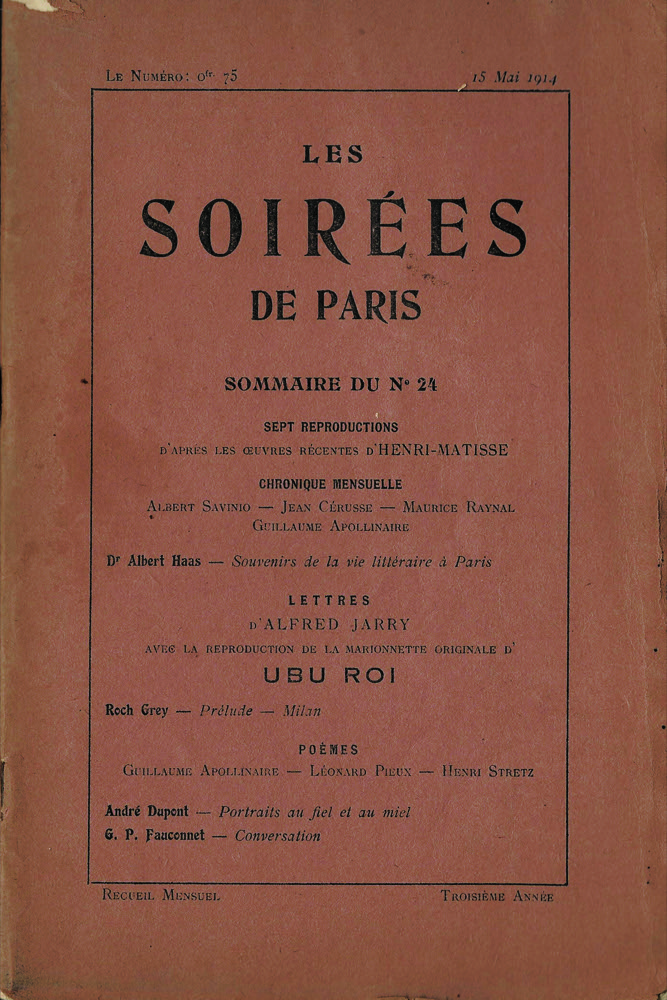 Le Numéro: 0fr. 75
15 Mai 1914
LES
SOIRÉES
DE PARIS
SOMMAIRE DU No 24
SEPT REPRODUCTIONS
D'APRÈS LES ŒUVRES RÉCENTES D'HENRI-MATISSE
CHRONIQUE MENSUELLE
Albert Savinio — Jean Cérusse — Maurice Raynal
Guillaume Apollinaire
Dr Albert Haas — Souvenirs de la vie littéraire à Paris
LETTRES
D'ALFRED JARRY
AVEC LA REPRODUCTION DE LA MARIONNETTE ORIGINALE D'
UBU ROI
Roch Grey — Prélude — Milan
POÈMES
Guillaume Apollinaire — Léonard Pieux — Henri Stretz
André Dupont — Portraits au fiel et au miel
G. P. Fauconnet — Conversation
Recueil Mensuel
Troisième Année